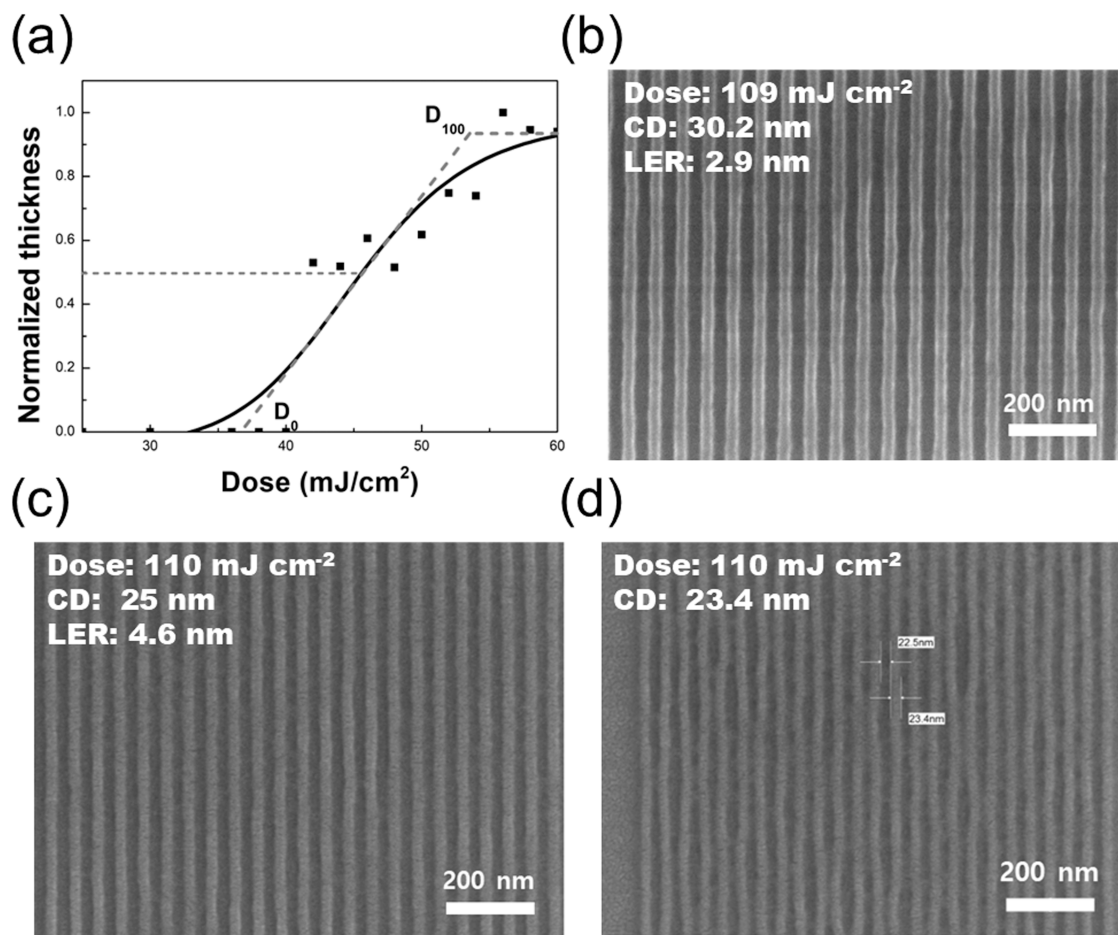 (a)
1.0
0.8
0.6
0.4
0.2
0.0
30
40
50
60
D100
D0
Normalized thickness
Dose (mJ/cm²)
(b)
Dose: 109 mJ cm⁻²
CD: 30.2 nm
LER: 2.9 nm
200 nm
(c)
Dose: 110 mJ cm⁻²
CD: 25 nm
LER: 4.6 nm
200 nm
(d)
Dose: 110 mJ cm⁻²
CD: 23.4 nm
22.5nm
23.4nm
200 nm